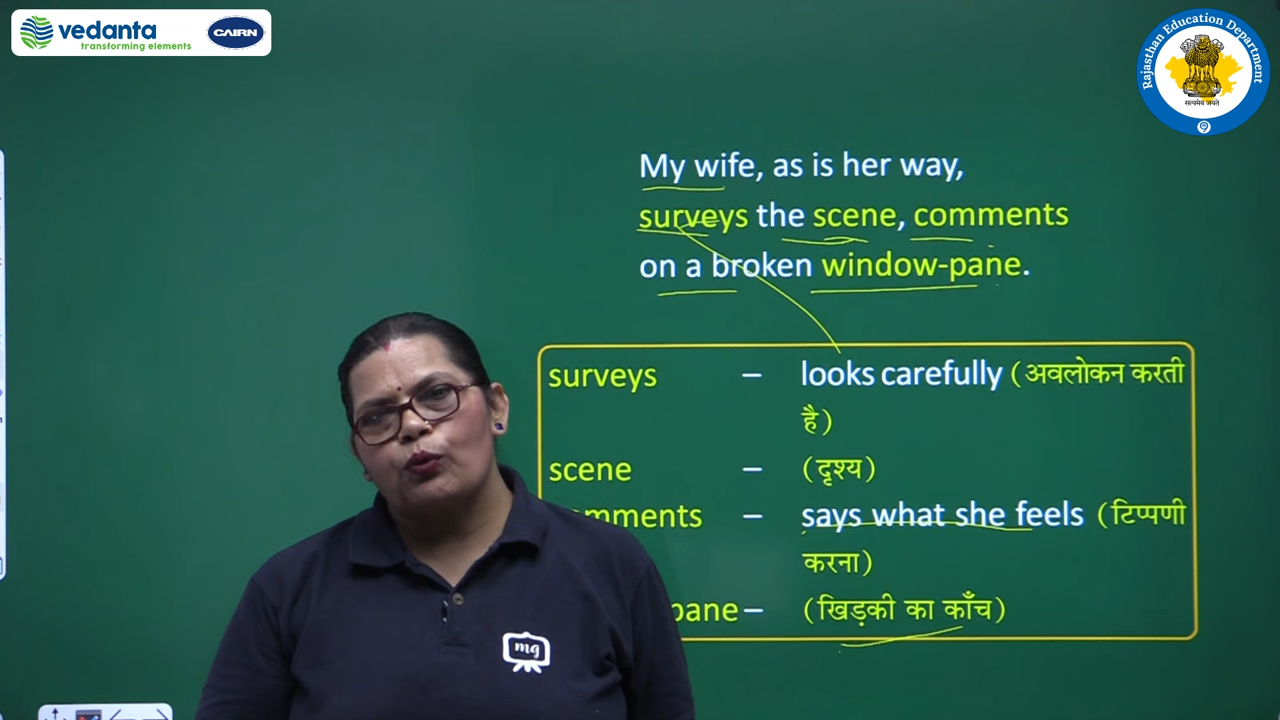 vedanta
transforming elements
CAIRN
Rajasthan Education Department
सत्यमेव जयते
My wife, as is her way,
surveys the scene, comments
on a broken window-pane.
surveys – looks carefully (अवलोकन करती
है)
scene – (दृश्य)
mments – says what she feels (टिप्पणी
करना)
pane – (खिड़की का काँच)
mg